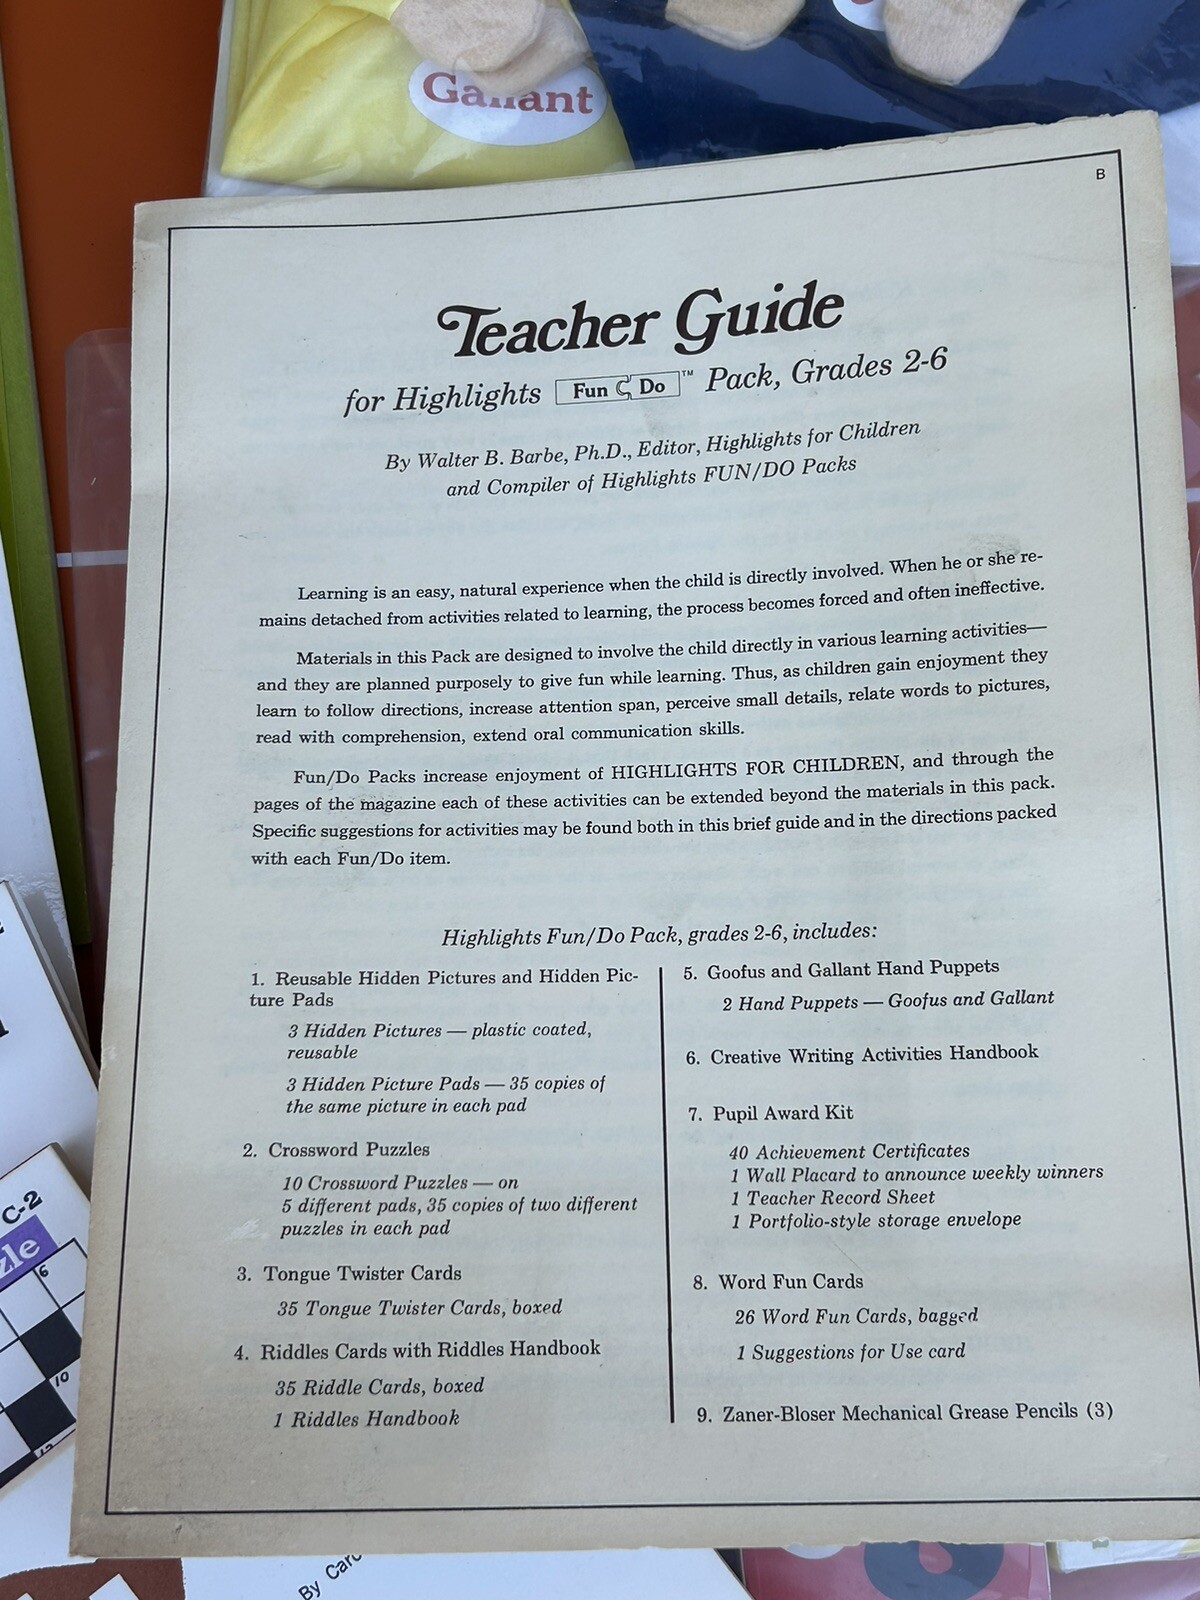 Gallant
B
Teacher Guide
for Highlights Fun Do ™ Pack, Grades 2-6
By Walter B. Barbe, Ph.D., Editor, Highlights for Children
and Compiler of Highlights FUN/DO Packs
Learning is an easy, natural experience when the child is directly involved. When he or she re-
mains detached from activities related to learning, the process becomes forced and often ineffective.
Materials in this Pack are designed to involve the child directly in various learning activities—
and they are planned purposely to give fun while learning. Thus, as children gain enjoyment they
learn to follow directions, increase attention span, perceive small details, relate words to pictures,
read with comprehension, extend oral communication skills.
Fun/Do Packs increase enjoyment of HIGHLIGHTS FOR CHILDREN, and through the
pages of the magazine each of these activities can be extended beyond the materials in this pack.
Specific suggestions for activities may be found both in this brief guide and in the directions packed
with each Fun/Do item.
Highlights Fun/Do Pack, grades 2-6, includes:
1. Reusable Hidden Pictures and Hidden Pic-
ture Pads
3 Hidden Pictures — plastic coated,
reusable
3 Hidden Picture Pads — 35 copies of
the same picture in each pad
2. Crossword Puzzles
10 Crossword Puzzles — on
5 different pads, 35 copies of two different
puzzles in each pad
3. Tongue Twister Cards
35 Tongue Twister Cards, boxed
4. Riddles Cards with Riddles Handbook
35 Riddle Cards, boxed
1 Riddles Handbook
5. Goofus and Gallant Hand Puppets
2 Hand Puppets — Goofus and Gallant
6. Creative Writing Activities Handbook
7. Pupil Award Kit
40 Achievement Certificates
1 Wall Placard to announce weekly winners
1 Teacher Record Sheet
1 Portfolio-style storage envelope
8. Word Fun Cards
26 Word Fun Cards, bagged
1 Suggestions for Use card
9. Zaner-Bloser Mechanical Grease Pencils (3)
C-2
zle
6
10
By